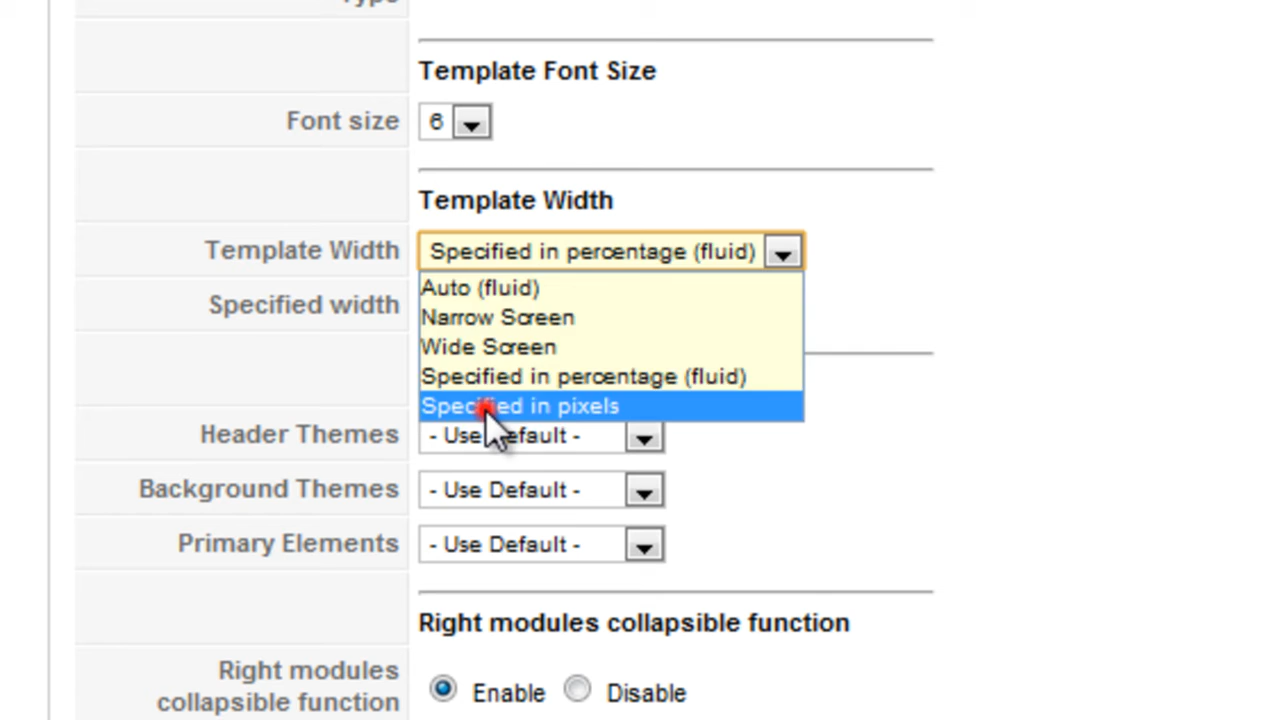 Type
Template Font Size
Font size 6
Template Width
Template Width Specified in percentage (fluid)
Auto (fluid)
Specified width
Narrow Screen
Wide Screen
Specified in percentage (fluid)
Specified in pixels
Header Themes - Use Default -
Background Themes - Use Default -
Primary Elements - Use Default -
Right modules collapsible function
Right modules
collapsible function Enable Disable